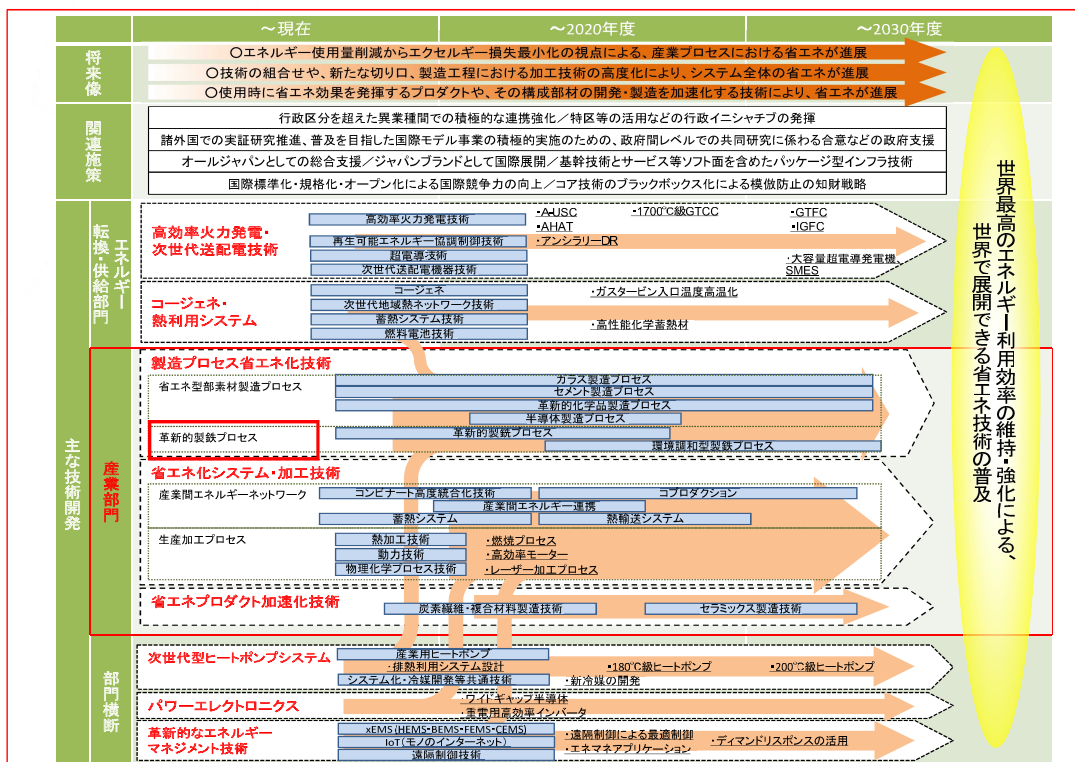 ～現在
～2020年度
～2030年度
将来像
○エネルギー使用量削減からエクセルギー損失最小化の視点による、産業プロセスにおける省エネが進展
○技術の組合せや、新たな切り口、製造工程における加工技術の高度化により、システム全体の省エネが進展
○使用時に省エネ効果を発揮するプロダクトや、その構成部材の開発・製造を加速化する技術により、省エネが進展
関連施策
行政区分を超えた異業種間での積極的な連携強化／特区等の活用などの行政イニシャチブの発揮
諸外国での実証研究推進、普及を目指した国際モデル事業の積極的実施のための、政府間レベルでの共同研究に係わる合意などの政府支援
オールジャパンとしての総合支援／ジャパンブランドとして国際展開／基幹技術とサービス等ソフト面を含めたパッケージ型インフラ技術
国際標準化・規格化・オープン化による国際競争力の向上／コア技術のブラックボックス化による模倣防止の知財戦略
主な技術開発
エネルギー
転換・供給部門
高効率火力発電・
次世代送配電技術
高効率火力発電技術
再生可能エネルギー協調制御技術
超電導技術
次世代送配電機器技術
・A-USC
・AHAT
・アンシラリーDR
・1700℃級GTCC
・GTFC
・IGFC
・大容量超電導発電機、
SMES
コージェネ・
熱利用システム
コージェネ
次世代地域熱ネットワーク技術
蓄熱システム技術
燃料電池技術
・ガスタービン入口温度高温化
・高性能化学蓄熱材
産業部門
製造プロセス省エネ化技術
省エネ型部素材製造プロセス
ガラス製造プロセス
セメント製造プロセス
革新的化学品製造プロセス
半導体製造プロセス
革新的製鉄プロセス
革新的製銑プロセス
環境調和型製鉄プロセス
省エネ化システム・加工技術
産業間エネルギーネットワーク
コンビナート高度統合化技術
コプロダクション
産業間エネルギー連携
蓄熱システム
熱輸送システム
生産加工プロセス
熱加工技術
動力技術
物理化学プロセス技術
・燃焼プロセス
・高効率モーター
・レーザー加工プロセス
省エネプロダクト加速化技術
炭素繊維・複合材料製造技術
セラミックス製造技術
部門横断
次世代型ヒートポンプシステム
産業用ヒートポンプ
・排熱利用システム設計
システム化・冷媒開発等共通技術
・180℃級ヒートポンプ
・新冷媒の開発
・200℃級ヒートポンプ
パワーエレクトロニクス
・ワイドギャップ半導体
・重電用高効率インバータ
革新的なエネルギー
マネジメント技術
xEMS(HEMS・BEMS・FEMS・CEMS)
IoT(モノのインターネット)
遠隔制御技術
・遠隔制御による最適制御
・エネマネアプリケーション
・ディマンドリスポンスの活用
世界最高のエネルギー利用効率の維持・強化による、
世界で展開できる省エネ技術の普及